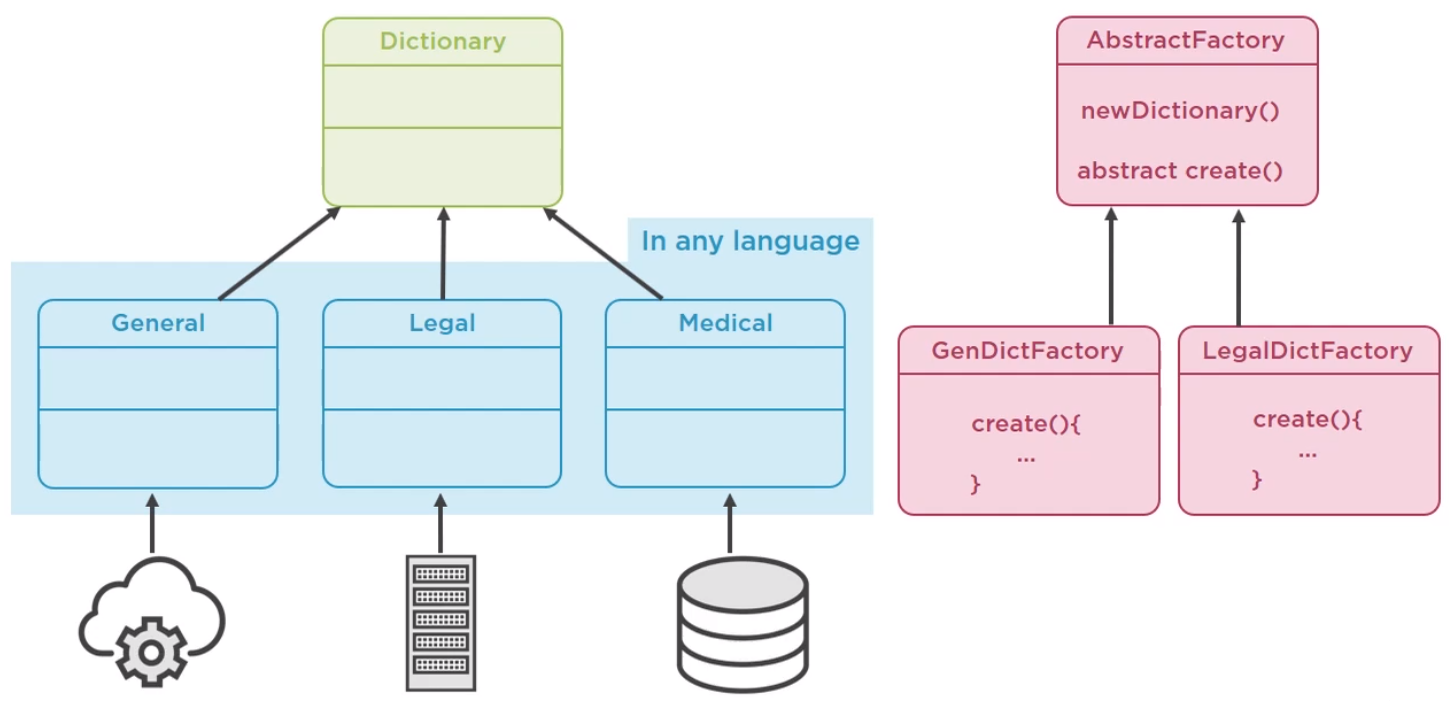 Dictionary
In any language
General
Legal
Medical
AbstractFactory
newDictionary()
abstract create()
GenDictFactory
create(){
...
}
LegalDictFactory
create(){
...
}